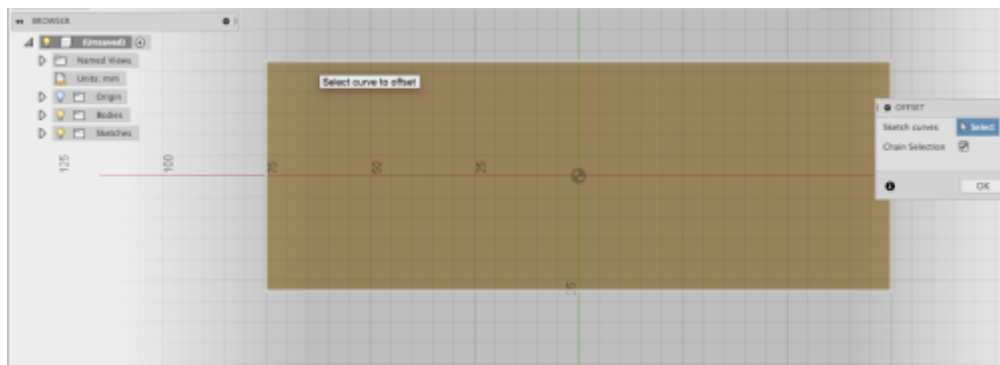 BROWSER
(Unsaved)
Named Views
Units: mm
Origin
Bodies
Sketches
Select curve to offset
OFFSET
Sketch curves Select
Chain Selection
OK
125
100
75
50
25
25